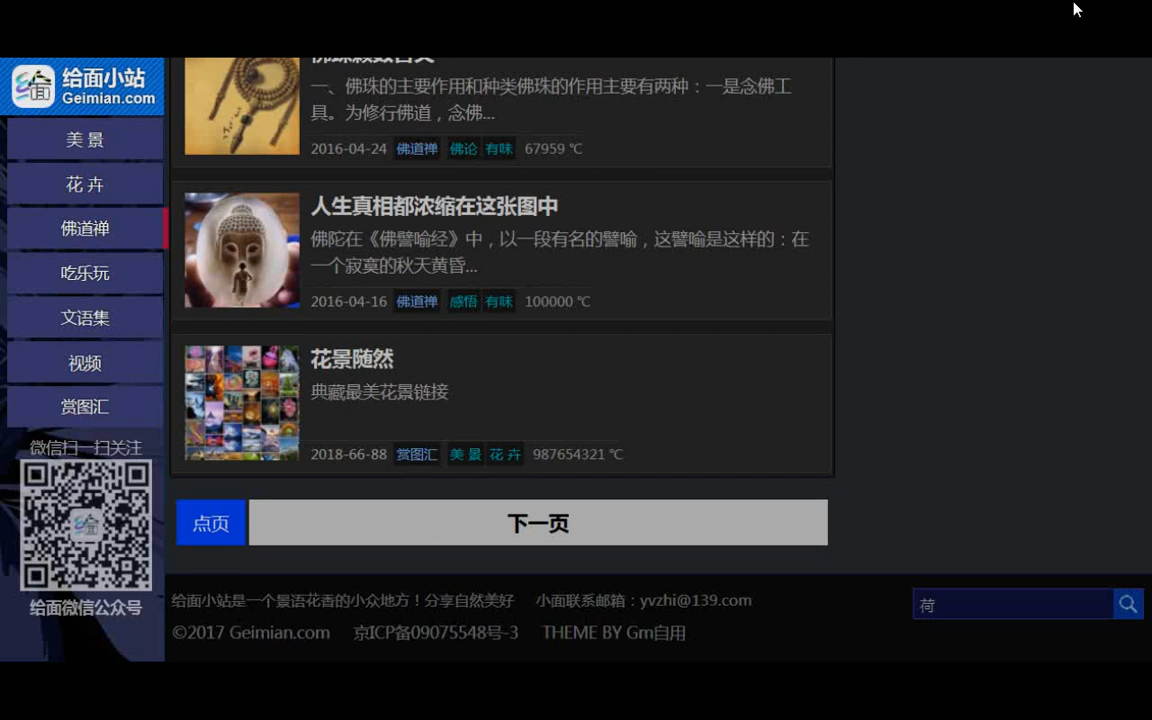 给面小站
Geimian.com
美 景
花 卉
佛道禅
吃乐玩
文语集
视频
赏图汇
微信扫一扫关注
给面微信公众号
一、佛珠的主要作用和种类佛珠的作用主要有两种：一是念佛工
具。为修行佛道，念佛...
2016-04-24 佛道禅 佛论 有味 67959 ℃
人生真相都浓缩在这张图中
佛陀在《佛譬喻经》中，以一段有名的譬喻，这譬喻是这样的：在
一个寂寞的秋天黄昏...
2016-04-16 佛道禅 感悟 有味 100000 ℃
花景随然
典藏最美花景链接
2018-66-88 赏图汇 美 景 花 卉 987654321 ℃
点页
下一页
给面小站是一个景语花香的小众地方！分享自然美好 小面联系邮箱：yvzhi@139.com
©2017 Geimian.com 京ICP备09075548号-3 THEME BY Gm自用
荷